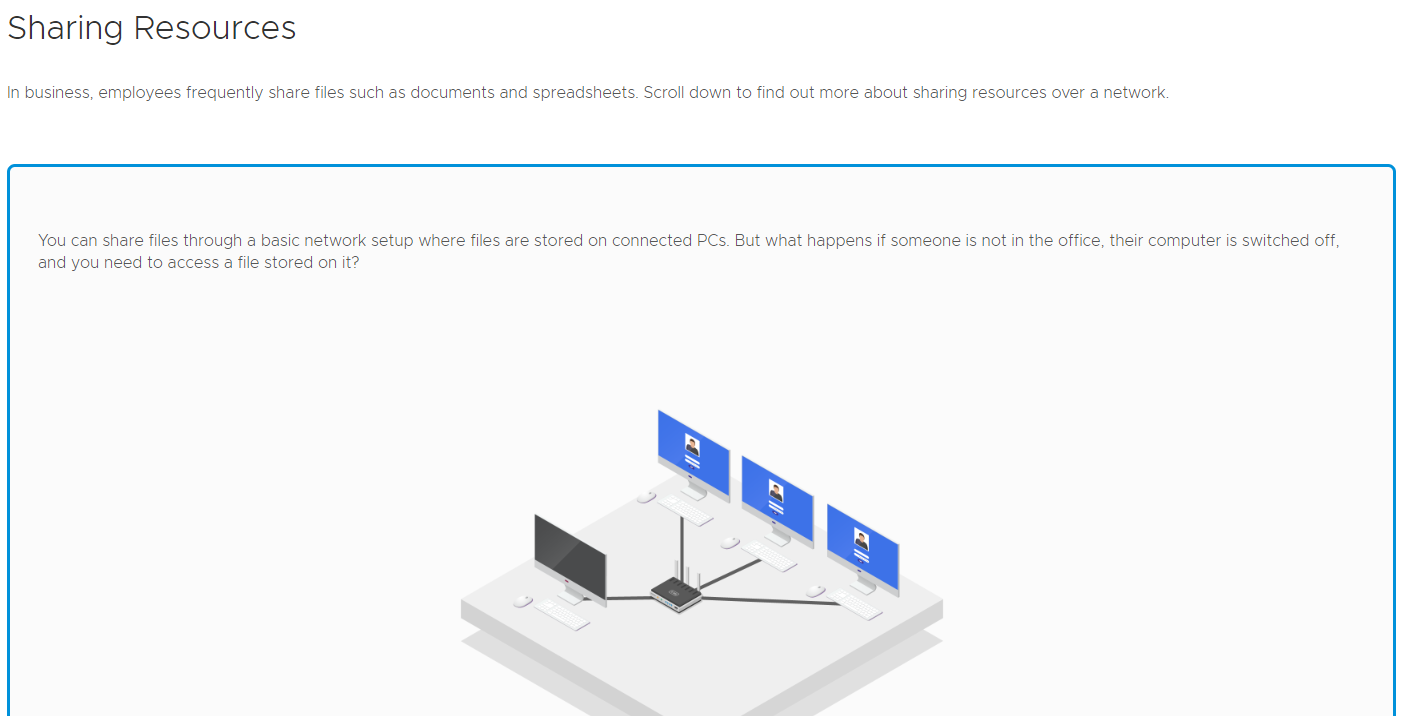 Sharing Resources
In business, employees frequently share files such as documents and spreadsheets. Scroll down to find out more about sharing resources over a network.
You can share files through a basic network setup where files are stored on connected PCs. But what happens if someone is not in the office, their computer is switched off,
and you need to access a file stored on it?